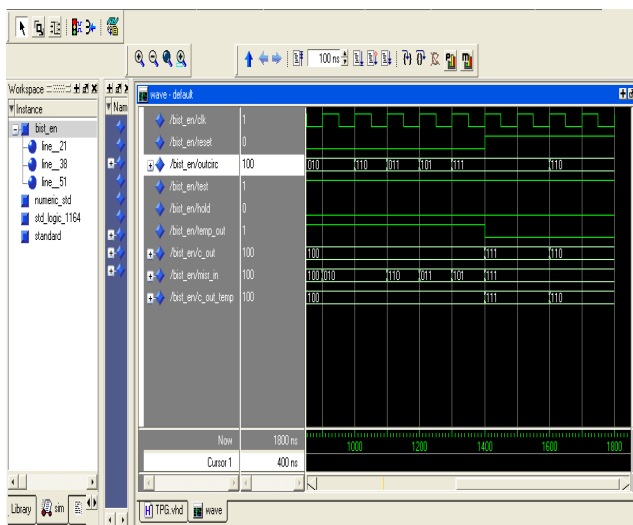 100 ns
Workspace
Instance
bist_en
line__21
line__38
line__51
numeric_std
std_logic_1164
standard
Nam
wave - default
/bist_en/clk 1
/bist_en/reset 0
/bist_en/outcirc 100 010 110 011 101 111 110
/bist_en/test 1
/bist_en/hold 0
/bist_en/temp_out 1
/bist_en/c_out 100 100 111 110
/bist_en/misr_in 100 100 010 110 011 101 111
/bist_en/c_out_temp 100 100 111 110
Now 1800 ns 1000 1200 1400 1600 1800
Cursor 1 400 ns
Library sim TPG.vhd wave